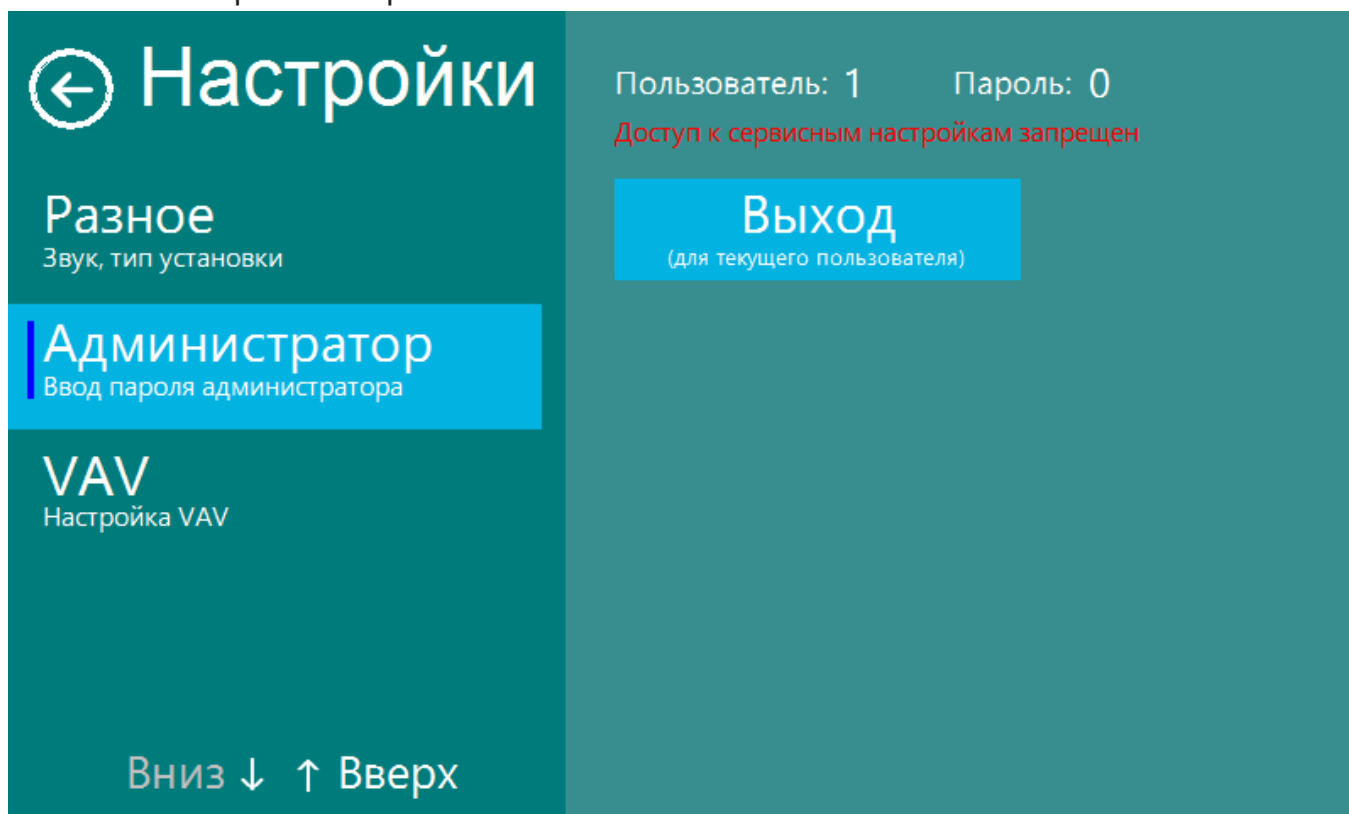 Настройки
Разное
Звук, тип установки
Администратор
Ввод пароля администратора
VAV
Настройка VAV
Вниз ↓ ↑ Вверх
Пользователь: 1 Пароль: 0
Доступ к сервисным настройкам запрещен
Выход
(для текущего пользователя)